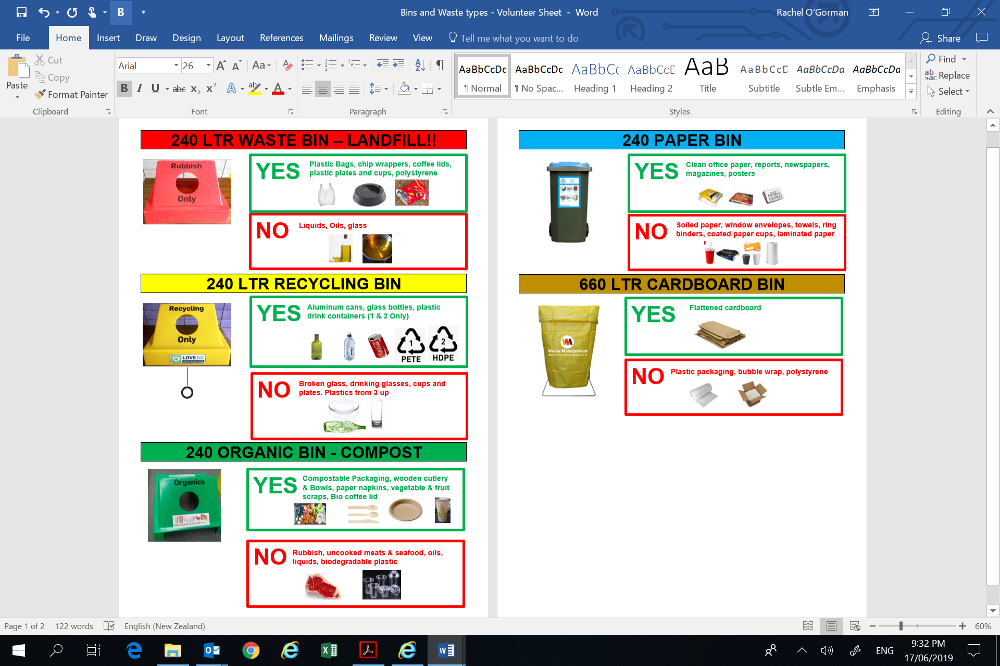 Bins and Waste types - Volunteer Sheet - Word
Rachel O'Gorman
File
Home
Insert
Draw
Design
Layout
References
Mailings
Review
View
Tell me what you want to do
Share
Paste
Cut
Copy
Format Painter
Clipboard
Arial
26
Font
Paragraph
AaBbCcDc
¶ Normal
AaBbCcDc
¶ No Spac...
AaBbCc
Heading 1
AaBbCcD
Heading 2
AaB
Title
AaBbCcD
Subtitle
AaBbCcDa
Subtle Em...
AaBbCcDa
Emphasis
Styles
Find
Replace
Select
Editing
240 LTR WASTE BIN – LANDFILL!!
Rubbish
Only
YES
Plastic Bags, chip wrappers, coffee lids,
plastic plates and cups, polystyrene
NO
Liquids, Oils, glass
240 LTR RECYCLING BIN
Recycling
Only
LOVE NZ
YES
Aluminum cans, glass bottles, plastic
drink containers (1 & 2 Only)
Coca-Cola
1
PETE
2
HDPE
NO
Broken glass, drinking glasses, cups and
plates. Plastics from 3 up
240 ORGANIC BIN - COMPOST
Organics
YES
Compostable Packaging, wooden cutlery
& Bowls, paper napkins, vegetable & fruit
scraps, Bio coffee lid
NO
Rubbish, uncooked meats & seafood, oils,
liquids, biodegradable plastic
240 PAPER BIN
YES
Clean office paper, reports, newspapers,
magazines, posters
EXTRA!
EXTRA!
NO
Soiled paper, window envelopes, towels, ring
binders, coated paper cups, laminated paper
660 LTR CARDBOARD BIN
Waste Management
YES
Flattened cardboard
NO
Plastic packaging, bubble wrap, polystyrene
Page 1 of 2
122 words
English (New Zealand)
60%
ENG
9:32 PM
17/06/2019